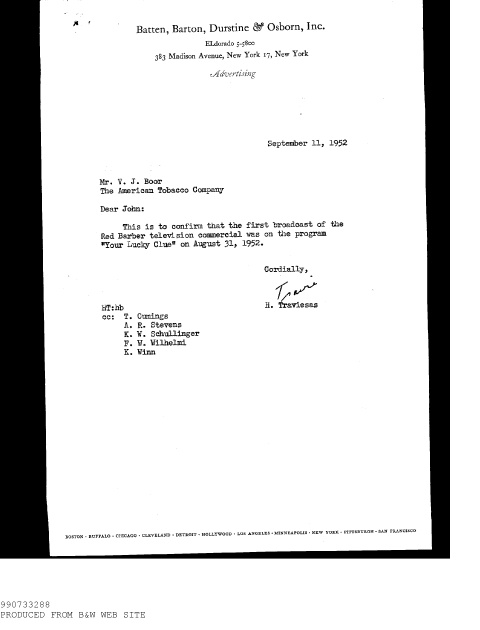 Batten, Barton, Durstine & Osborn, Inc.
ELdorado 5-5800
383 Madison Avenue, New York 17, New York
Advertising
September 11, 1952
Mr. V. J. Boor
The American Tobacco Company
Dear John:
This is to confirm that the first broadcast of the
Red Barber television commercial was on the program
"Your Lucky Clue" on August 31, 1952.
Cordially,
H. Traviesas
HT:hb
cc: T. Cumings
A. R. Stevens
K. W. Schullinger
F. W. Wilhelmi
K. Winn
BOSTON · BUFFALO · CHICAGO · CLEVELAND · DETROIT · HOLLYWOOD · LOS ANGELES · MINNEAPOLIS · NEW YORK · PITTSBURGH · SAN FRANCISCO
990733288
PRODUCED FROM B&W WEB SITE